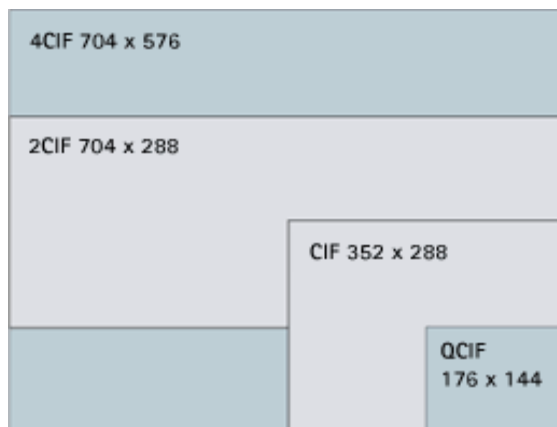 4CIF 704 x 576
2CIF 704 x 288
CIF 352 x 288
QCIF
176 x 144